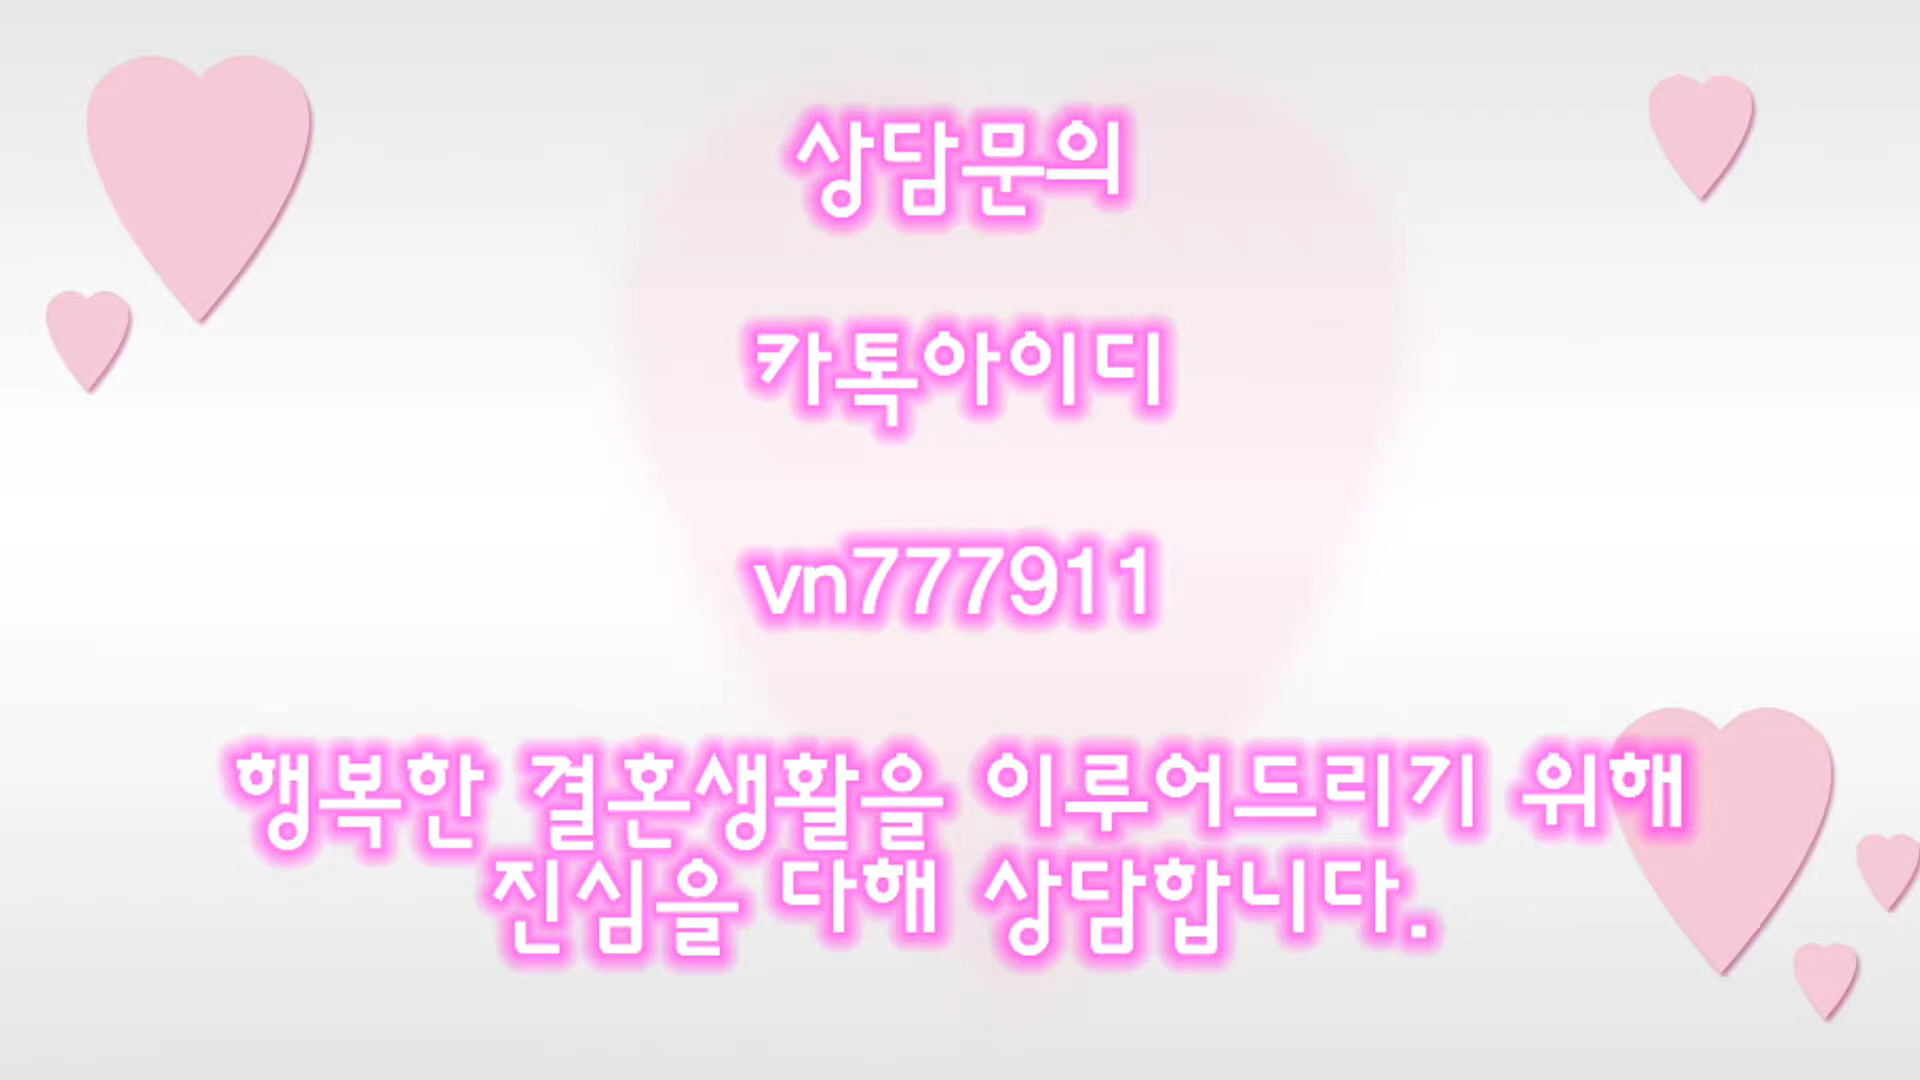 상담문의
카톡아이디
vn777911
행복한 결혼생활을 이루어드리기 위해
진심을 다해 상담합니다.